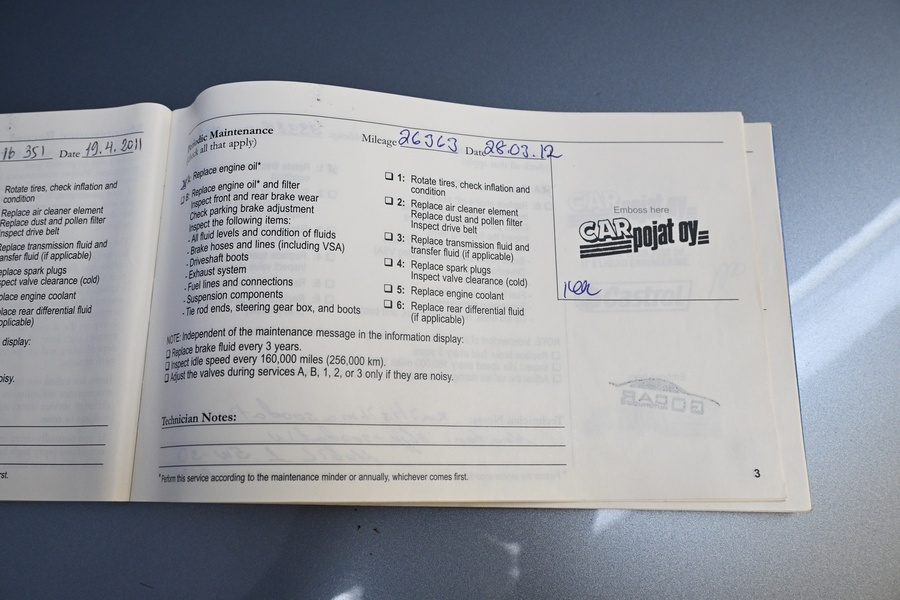 16 351 Date 19.4.2011
Rotate tires, check inflation and
condition
Replace air cleaner element
Replace dust and pollen filter
Inspect drive belt
eplace transmission fluid and
ansfer fluid (if applicable)
place spark plugs
spect valve clearance (cold)
place engine coolant
lace rear differential fluid
plicable)
display:
oisy.
rst.
Periodic Maintenance
(check all that apply)
Mileage 26363 Date 28.03.12
A: Replace engine oil*
B: Replace engine oil* and filter
Inspect front and rear brake wear
Check parking brake adjustment
Inspect the following items:
- All fluid levels and condition of fluids
- Brake hoses and lines (including VSA)
- Driveshaft boots
- Exhaust system
- Fuel lines and connections
- Suspension components
- Tie rod ends, steering gear box, and boots
1: Rotate tires, check inflation and
condition
2: Replace air cleaner element
Replace dust and pollen filter
Inspect drive belt
3: Replace transmission fluid and
transfer fluid (if applicable)
4: Replace spark plugs
Inspect valve clearance (cold)
5: Replace engine coolant
6: Replace rear differential fluid
(if applicable)
Emboss here
CAR pojat oy
NOTE: Independent of the maintenance message in the information display:
Replace brake fluid every 3 years.
Inspect idle speed every 160,000 miles (256,000 km).
Adjust the valves during services A, B, 1, 2, or 3 only if they are noisy.
Technician Notes:
*Perform this service according to the maintenance minder or annually, whichever comes first.
3